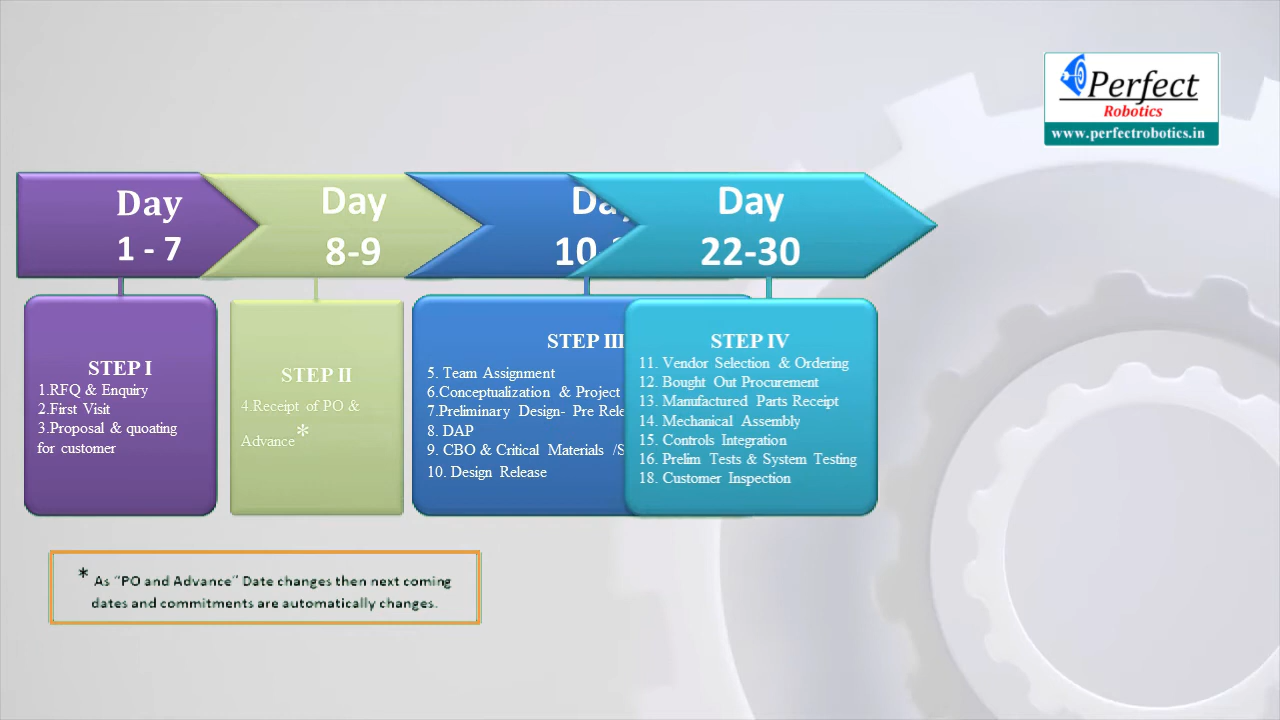 Perfect
Robotics
www.perfectrobotics.in
Day
1 - 7
Day
8-9
Day
22-30
STEP I
1.RFQ & Enquiry
2.First Visit
3.Proposal & quoating
for customer
STEP II
4.Receipt of PO &
Advance*
STEP III
5. Team Assignment
6.Conceptualization & Project
7.Preliminary Design- Pre
8. DAP
9. CBO & Critical Materials
10. Design Release
STEP IV
11. Vendor Selection & Ordering
12. Bought Out Procurement
13. Manufactured Parts Receipt
14. Mechanical Assembly
15. Controls Integration
16. Prelim Tests & System Testing
18. Customer Inspection
* As “PO and Advance” Date changes then next coming
dates and commitments are automatically changes.